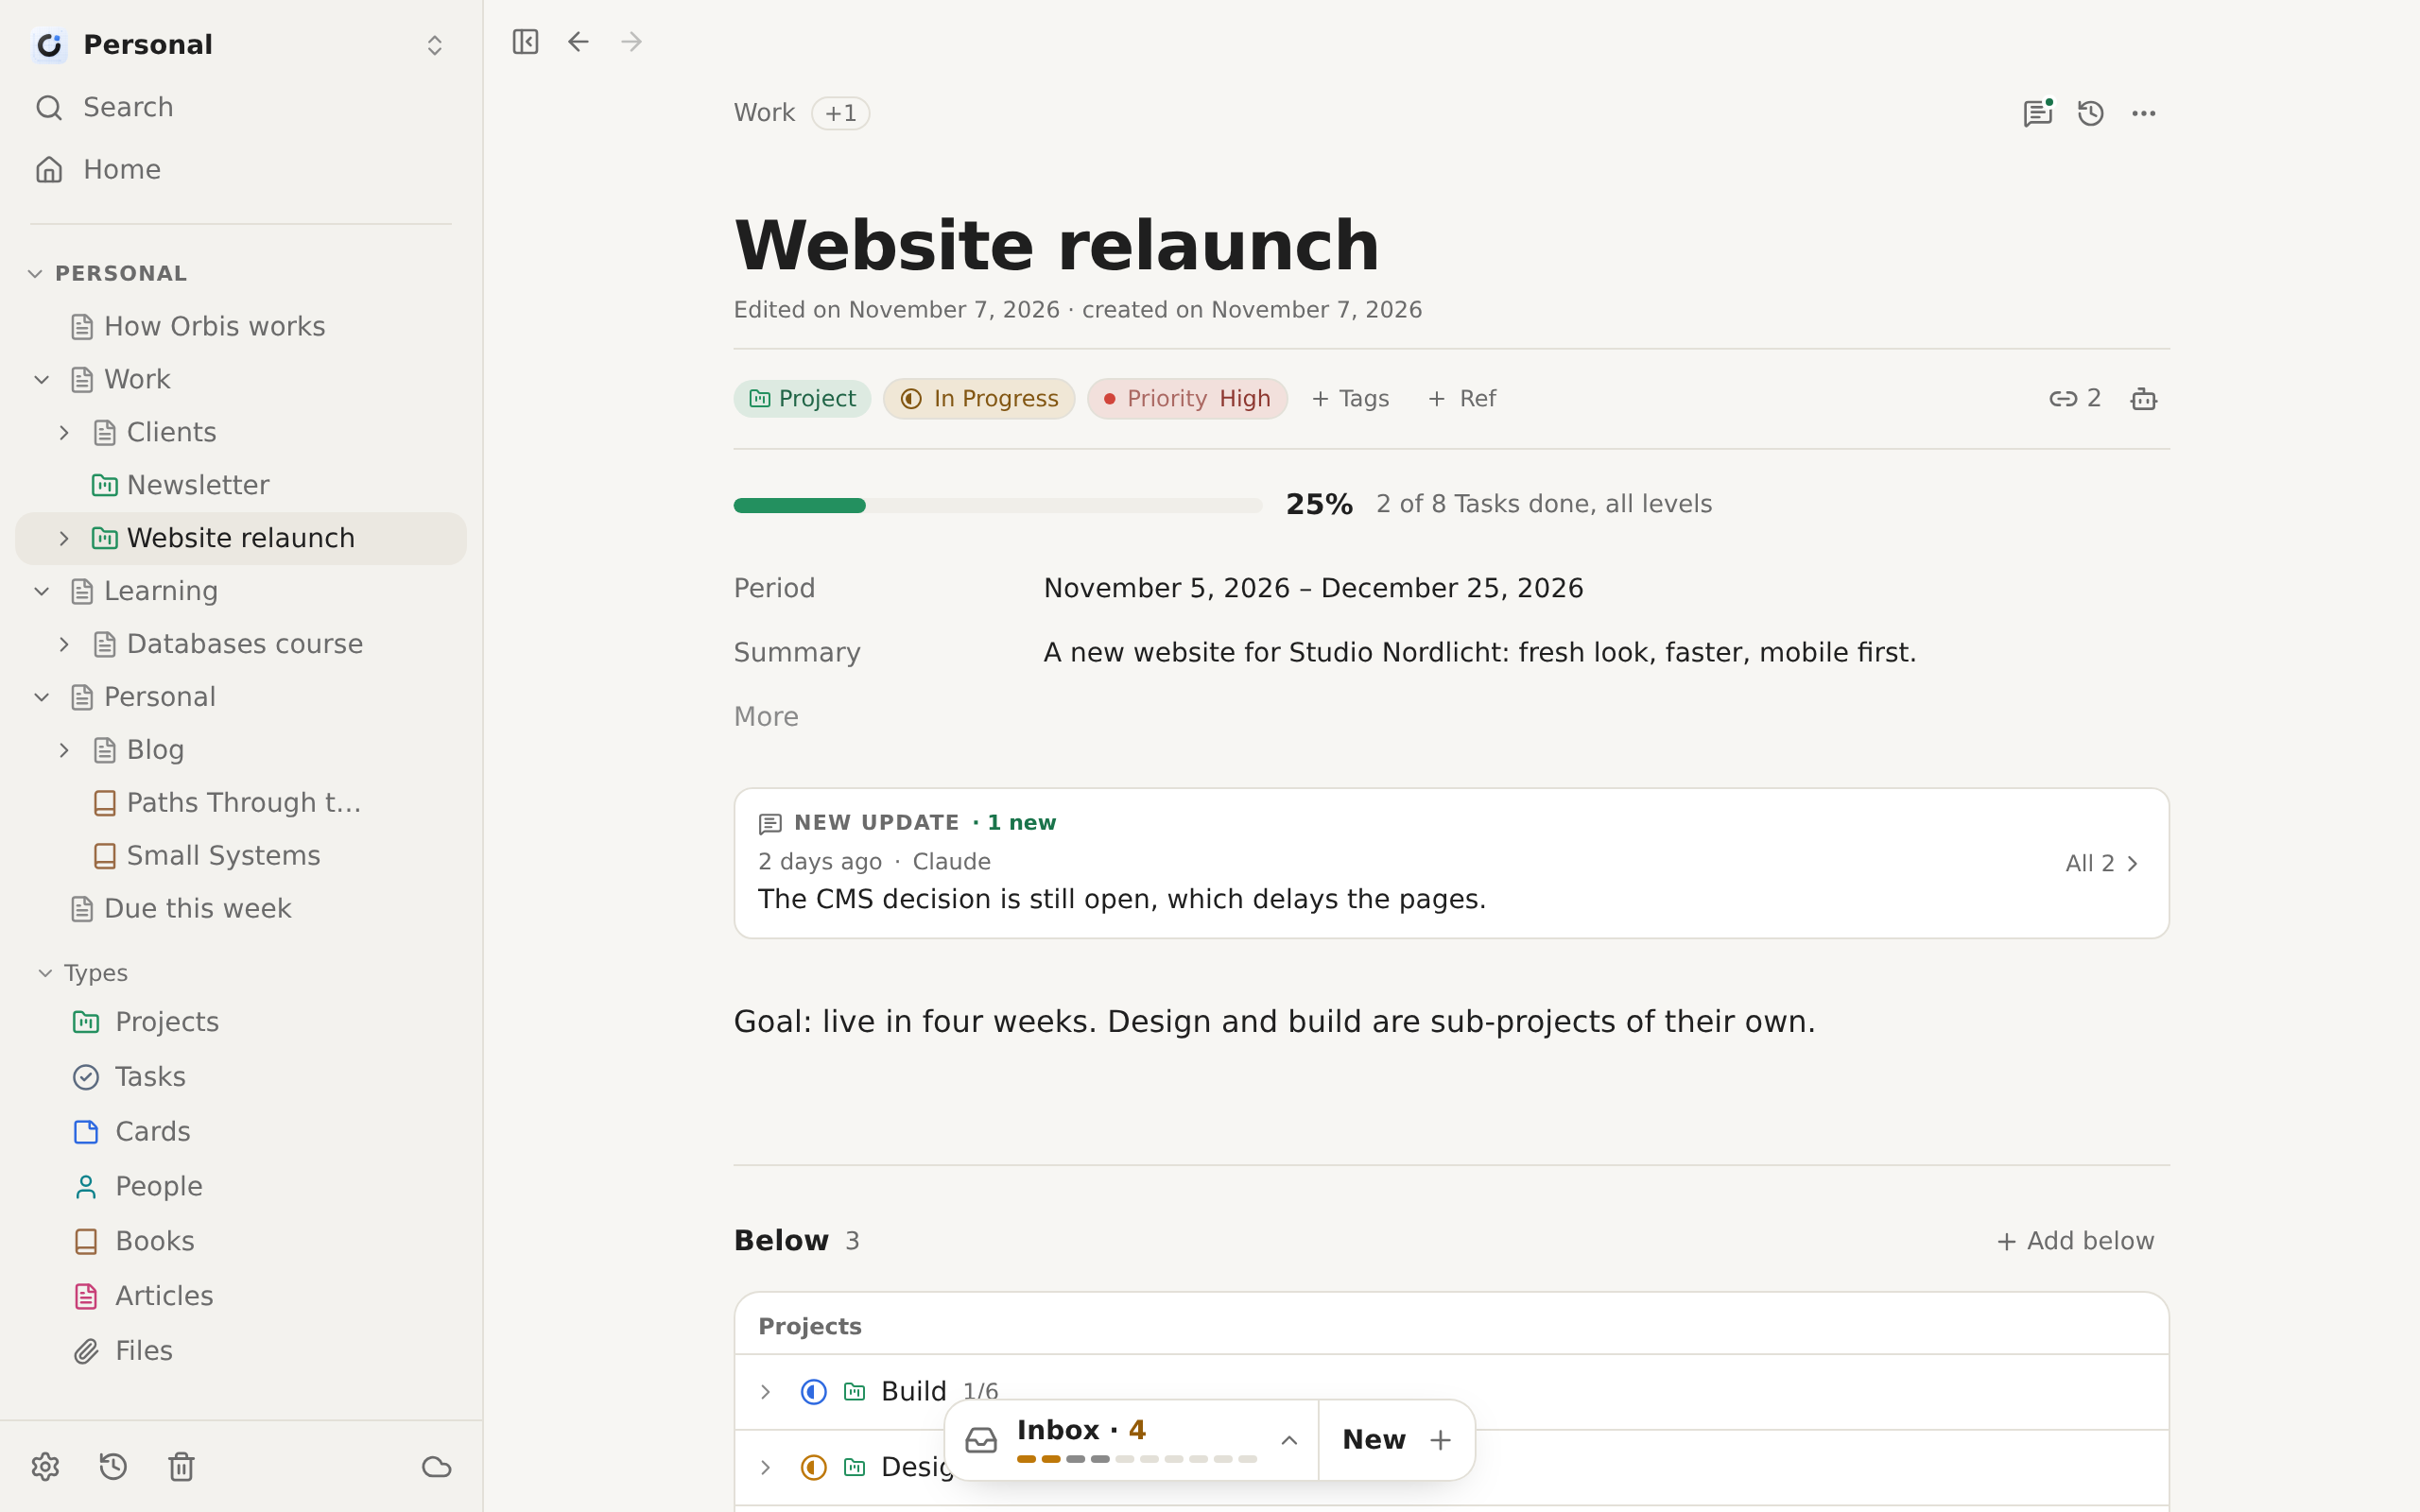 Personal
Search
Home
PERSONAL
How Orbis works
Work
Clients
Newsletter
Website relaunch
Learning
Databases course
Personal
Blog
Paths Through t...
Small Systems
Due this week
Types
Projects
Tasks
Cards
People
Books
Articles
Files
Work +1
Website relaunch
Edited on November 7, 2026 · created on November 7, 2026
Project In Progress Priority High + Tags + Ref 2
25% 2 of 8 Tasks done, all levels
Period November 5, 2026 – December 25, 2026
Summary A new website for Studio Nordlicht: fresh look, faster, mobile first.
More
NEW UPDATE · 1 new
2 days ago · Claude
All 2
The CMS decision is still open, which delays the pages.
Goal: live in four weeks. Design and build are sub-projects of their own.
Below 3 + Add below
Projects
Build 1/6
Inbox · 4 New +